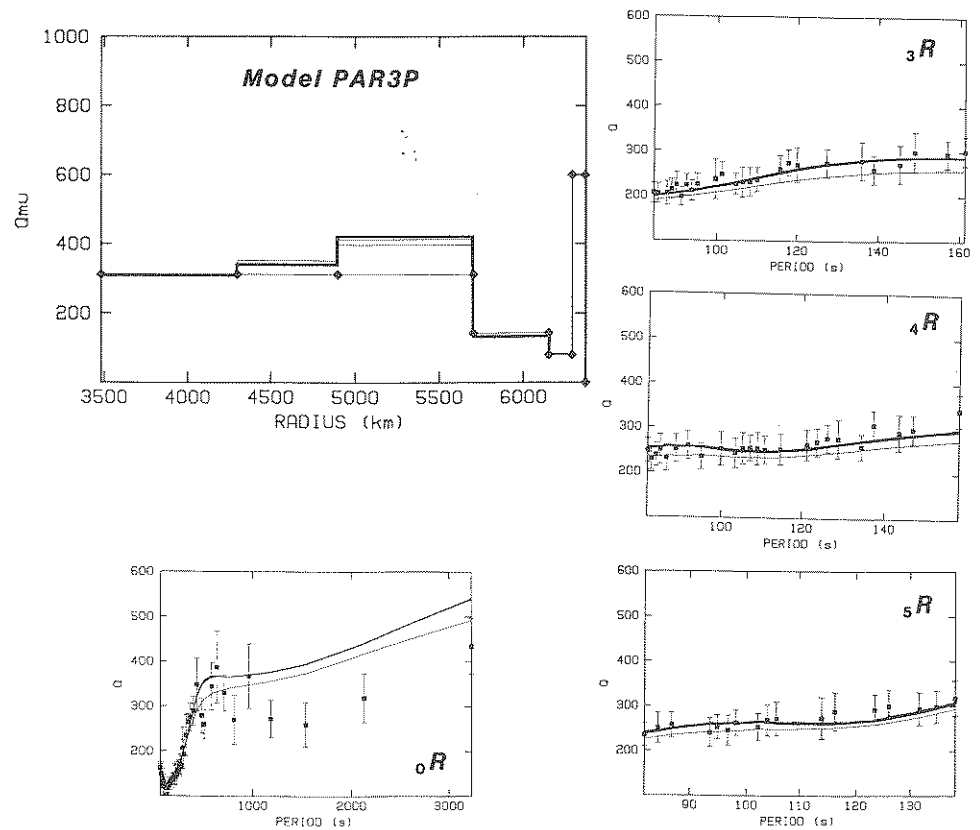 Model PAR3P
1000
800
600
400
200
Qmu
3500 4000 4500 5000 5500 6000
RADIUS (km)
600
500
400
300
200
Q
3R
100 120 140 160
PERIOD (s)
600
500
400
300
200
Q
4R
100 120 140
PERIOD (s)
600
500
400
300
200
Q
0R
1000 2000 3000
PERIOD (s)
600
500
400
300
200
Q
5R
90 100 110 120 130
PERIOD (s)